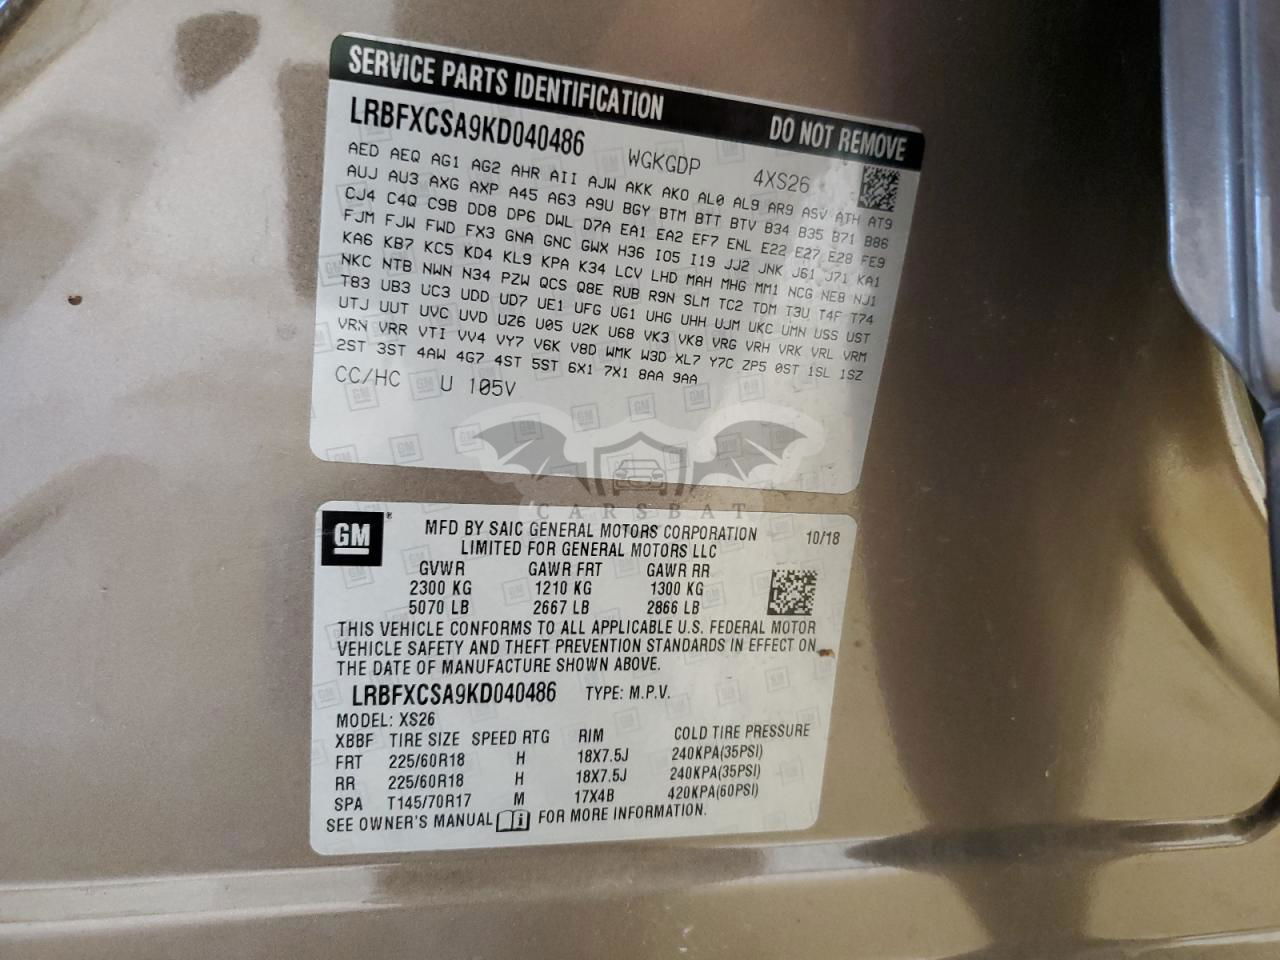 SERVICE PARTS IDENTIFICATION DO NOT REMOVE
LRBFXCSA9KD040486 WGKGDP 4XS26
AED AEQ AG1 AG2 AHR AII AJW AKK AKO AL0 AL9 AR9 ASV ATH AT9
AUJ AU3 AXG AXP A45 A63 A9U BGY BTM BTT BTV B34 B35 B71 B86
CJ4 C4Q C9B DD8 DP6 DWL D7A EA1 EA2 EF7 ENL E22 E27 E28 FE9
FJM FJW FWD FX3 GNA GNC GWX H36 IO5 I19 JJ2 JNK J61 J71 KA1
KA6 KB7 KC5 KD4 KL9 KPA K34 LCV LHD MAH MHG MM1 NCG NEB NJ1
NKC NTB NWN N34 PZW QCS Q8E RUB R9N SLM TC2 TDM T3U T4F T74
T83 UB3 UC3 UDD UD7 UE1 UFG UG1 UHG UHH UJM UKC UMN USS UST
UTJ UUT UVC UVD UZ6 U05 U2K U68 VK3 VK8 VRG VRH VRK VRL VRM
VRN VRR VTI VV4 VY7 V6K V8D WMK W3D XL7 Y7C ZP5 0ST 1SL 1SZ
2ST 3ST 4AW 4G7 4ST 5ST 6X1 7X1 8AA 9AA
CC/HC U 105V
CARSBAT
GM ® MFD BY SAIC GENERAL MOTORS CORPORATION 10/18
LIMITED FOR GENERAL MOTORS LLC
GVWR GAWR FRT GAWR RR
2300 KG 1210 KG 1300 KG
5070 LB 2667 LB 2866 LB
THIS VEHICLE CONFORMS TO ALL APPLICABLE U.S. FEDERAL MOTOR
VEHICLE SAFETY AND THEFT PREVENTION STANDARDS IN EFFECT ON
THE DATE OF MANUFACTURE SHOWN ABOVE.
LRBFXCSA9KD040486 TYPE: M.P.V.
MODEL: XS26
XBBF TIRE SIZE SPEED RTG RIM COLD TIRE PRESSURE
FRT 225/60R18 H 18X7.5J 240KPA(35PSI)
RR 225/60R18 H 18X7.5J 240KPA(35PSI)
SPA T145/70R17 M 17X4B 420KPA(60PSI)
SEE OWNER'S MANUAL i FOR MORE INFORMATION.